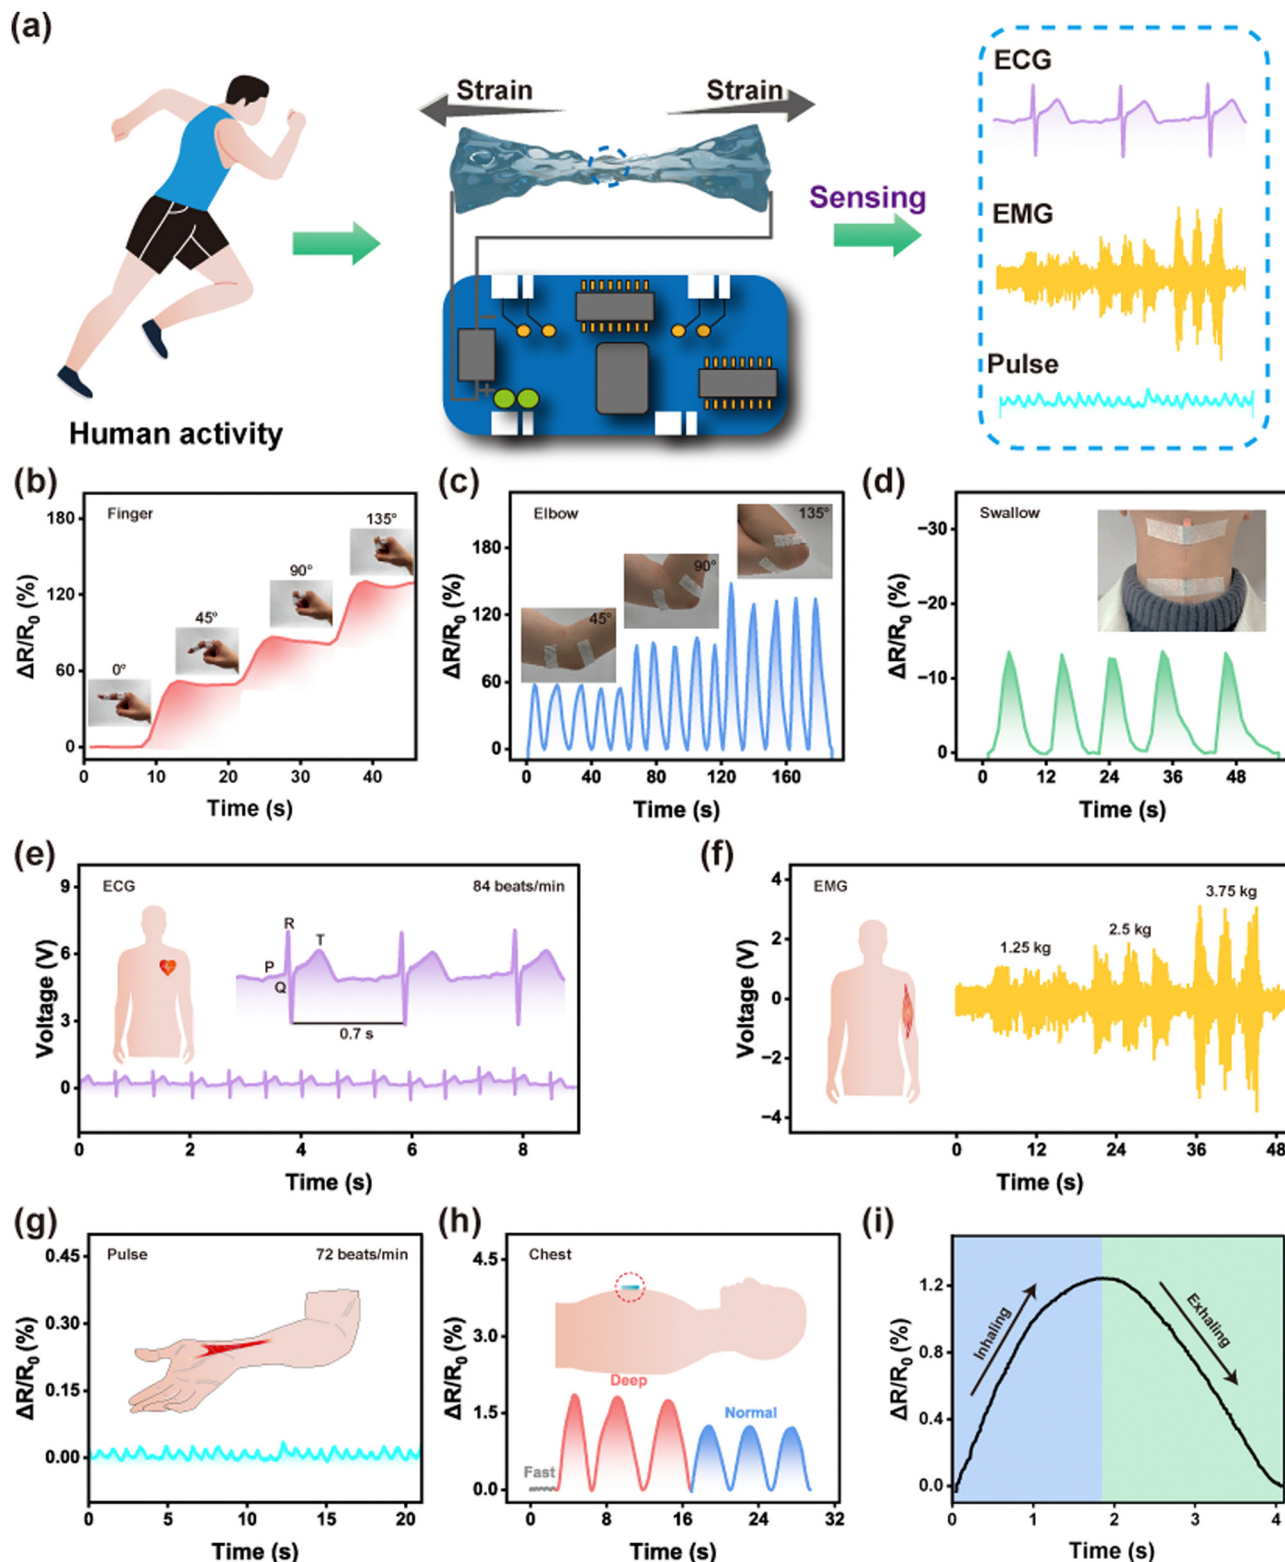 (a)
Strain
Strain
Sensing
Human activity
ECG
EMG
Pulse
(b)
Finger
180
120
60
0
0°
45°
90°
135°
ΔR/R₀ (%)
10
20
30
40
Time (s)
(c)
Elbow
180
120
60
0
45°
90°
135°
ΔR/R₀ (%)
0
40
80
120
160
Time (s)
(d)
Swallow
−30
−20
−10
0
ΔR/R₀ (%)
0
12
24
36
48
Time (s)
(e)
ECG
84 beats/min
9
6
3
0
Voltage (V)
P
Q
R
T
0.7 s
0
2
4
6
8
Time (s)
(f)
EMG
4
2
0
−2
−4
Voltage (V)
1.25 kg
2.5 kg
3.75 kg
0
12
24
36
48
Time (s)
(g)
Pulse
72 beats/min
0.45
0.30
0.15
0.00
ΔR/R₀ (%)
0
5
10
15
20
Time (s)
(h)
Chest
4.5
3.0
1.5
0.0
ΔR/R₀ (%)
Fast
Deep
Normal
0
8
16
24
32
Time (s)
(i)
1.2
0.8
0.4
0.0
ΔR/R₀ (%)
Inhaling
Exhaling
0
1
2
3
4
Time (s)